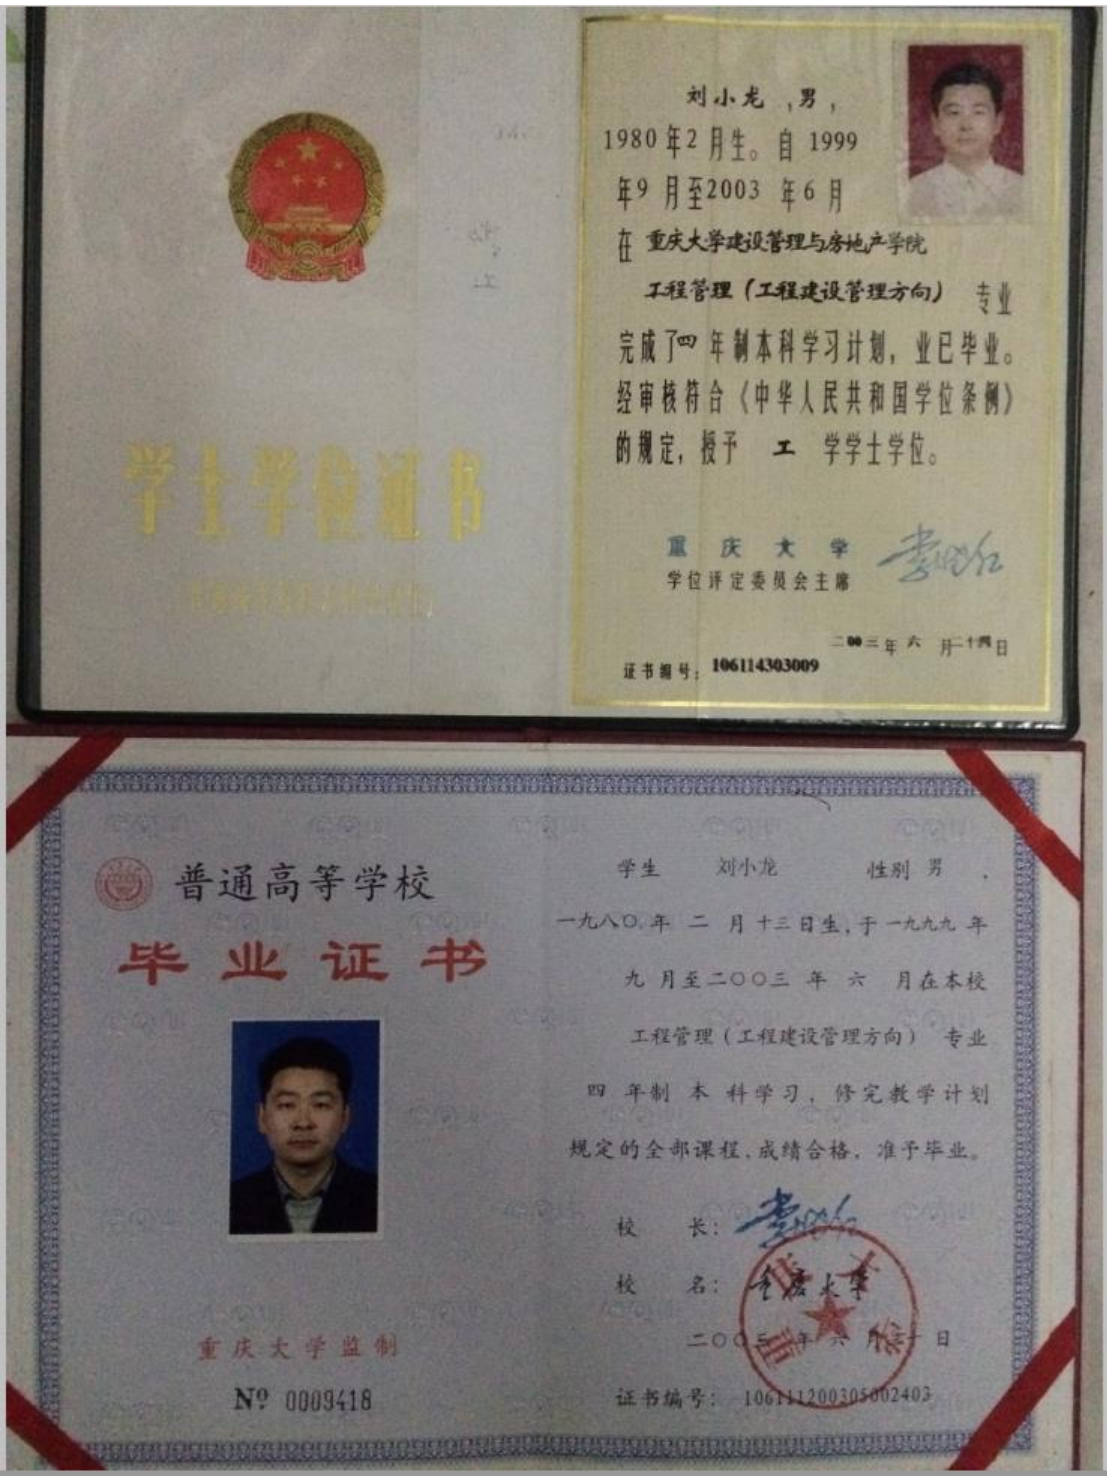 刘小龙 ,男,
1980年2月生。自1999
年9月至2003年6月
在重庆大学建设管理与房地产学院
工程管理(工程建设管理方向) 专业
完成了四年制本科学习计划,业已毕业。
经审核符合《中华人民共和国学位条例》
的规定,授予 工 学学士学位。
学士学位证书
重庆大学
学位评定委员会主席
二00三年六月二十四日
证书编号:106114303009
普通高等学校
毕业证书
学生 刘小龙 性别 男 、
一九八〇年 二 月十三日生,于一九九九年
九 月至二〇〇三 年 六 月在本校
工程管理(工程建设管理方向) 专业
四 年制 本 科学习,修完教学计划
规定的全部课程,成绩合格,准予毕业。
校 长:
校 名:重庆大学
重庆大学监制
№ 0009418
证书编号: 106111200305002403